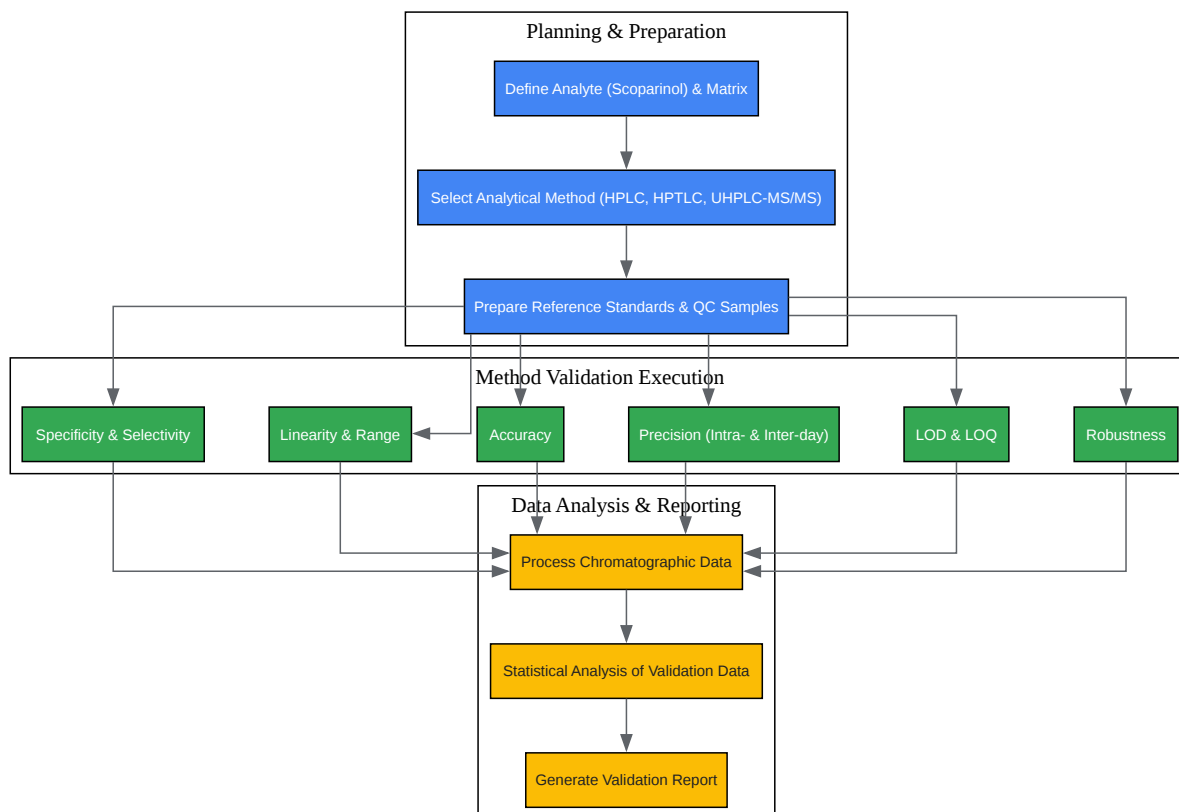 Planning & Preparation
Define Analyte (Scoparinol) & Matrix
Select Analytical Method (HPLC, HPTLC, UHPLC-MS/MS)
Prepare Reference Standards & QC Samples
Method Validation Execution
Specificity & Selectivity
Linearity & Range
Accuracy
Precision (Intra- & Inter-day)
LOD & LOQ
Robustness
Data Analysis & Reporting
Process Chromatographic Data
Statistical Analysis of Validation Data
Generate Validation Report